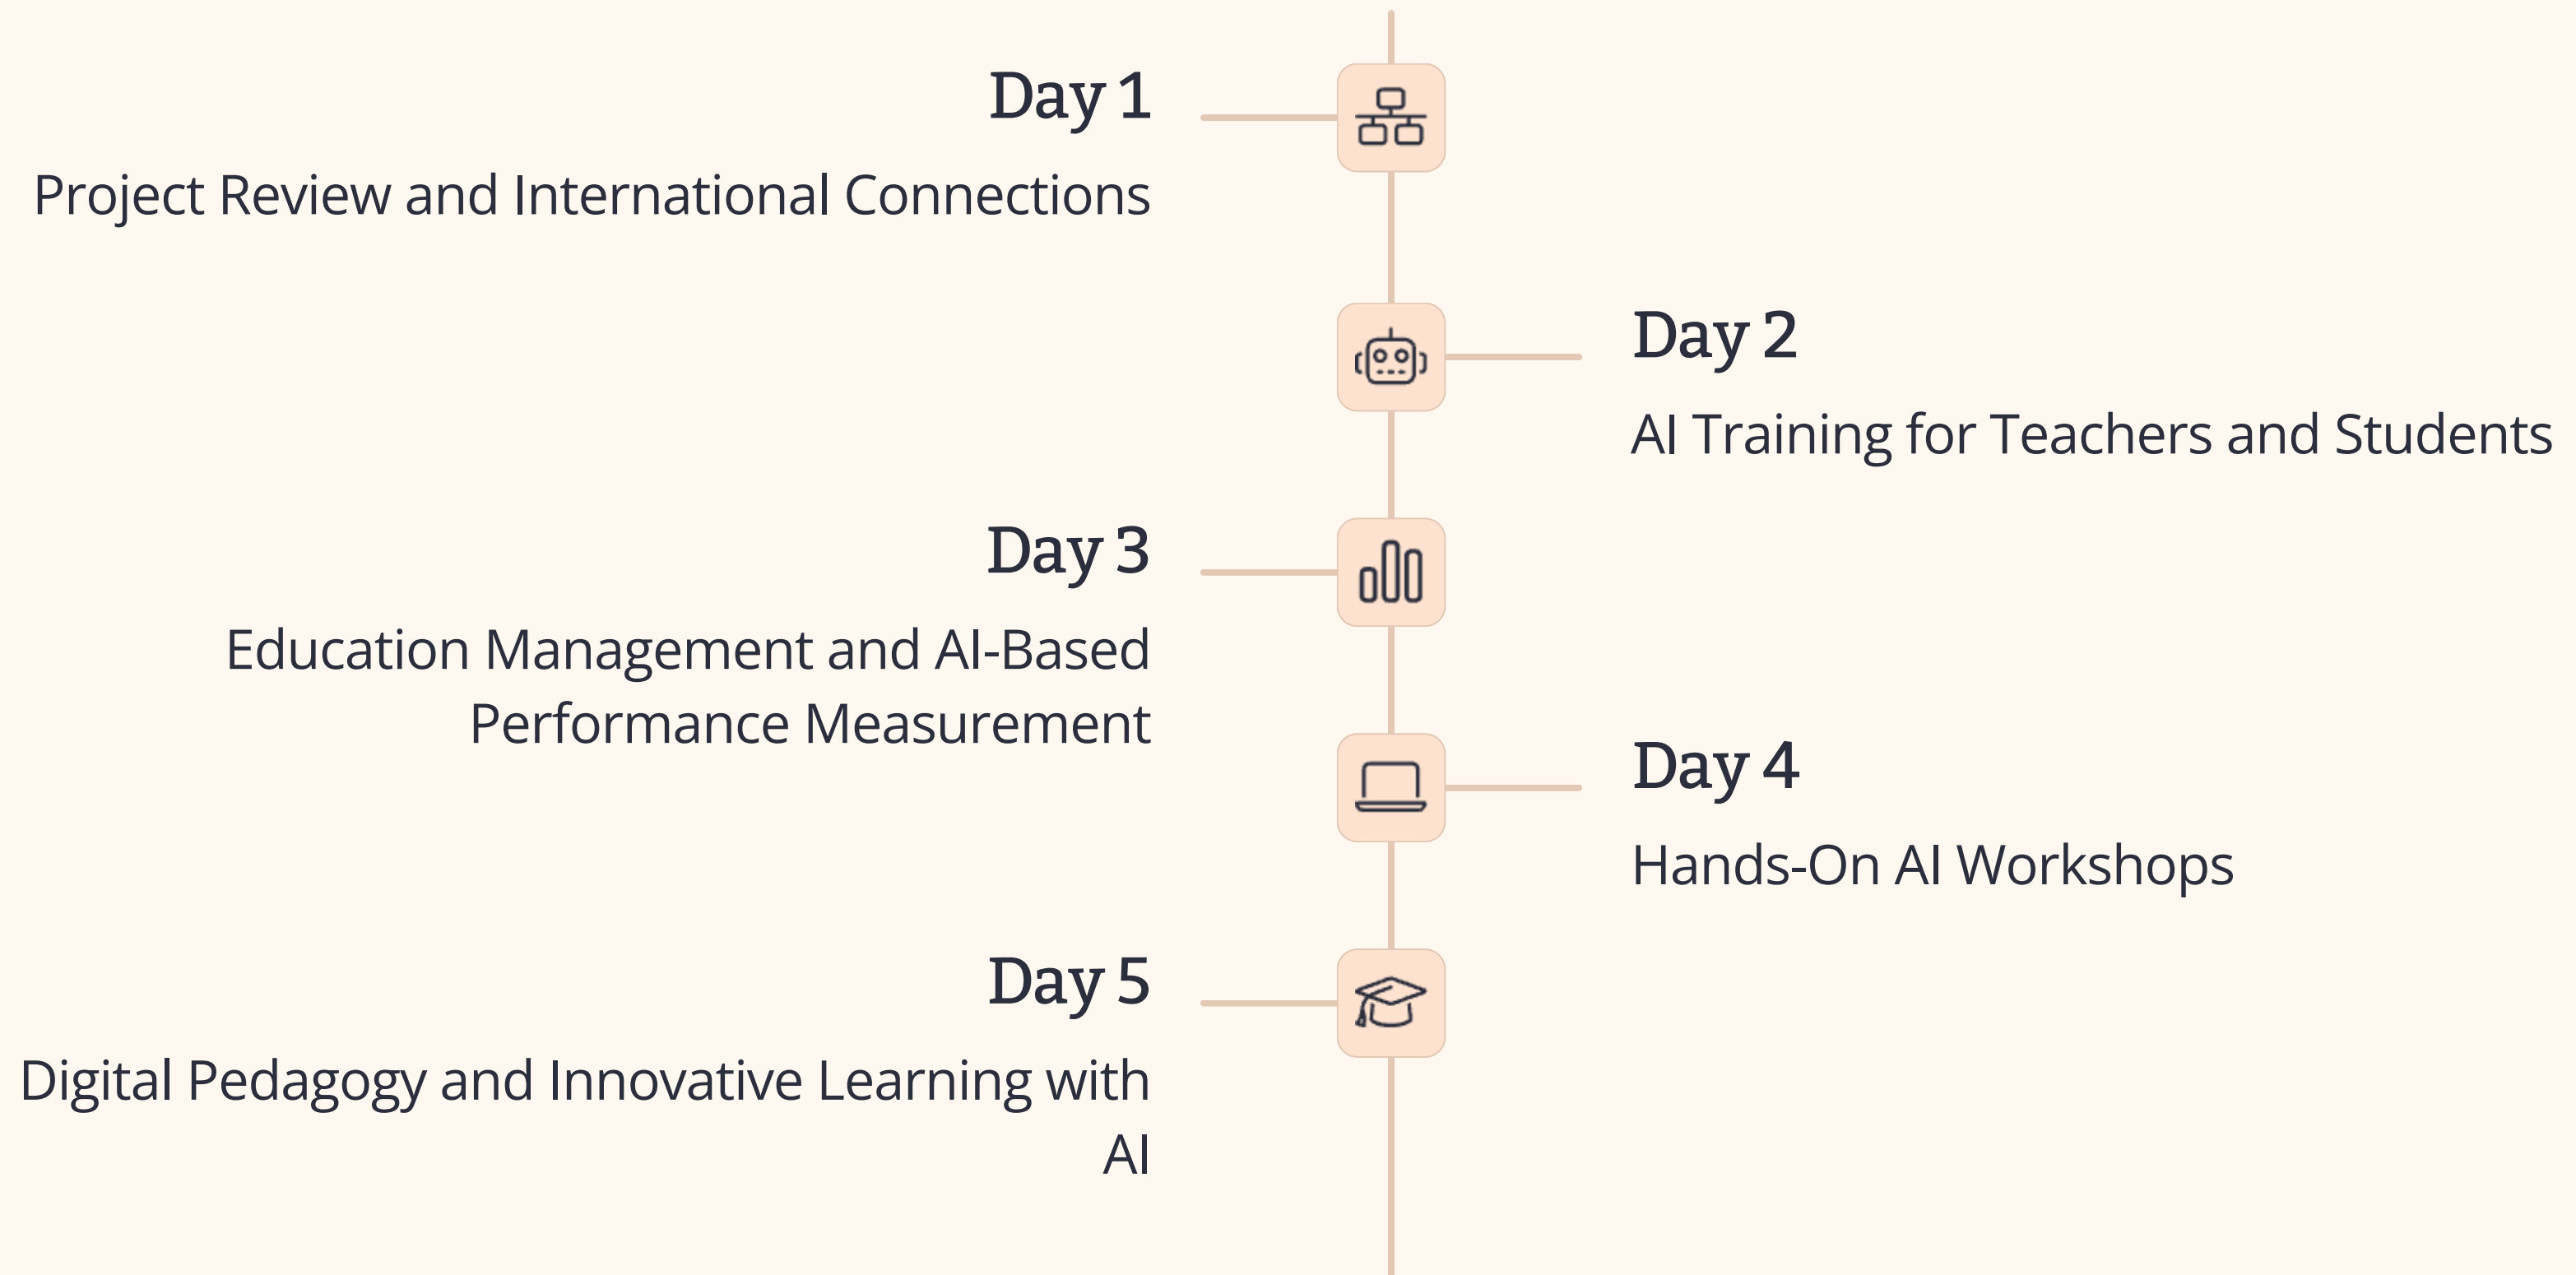 Day 1
Project Review and International Connections
Day 2
AI Training for Teachers and Students
Day 3
Education Management and AI-Based
Performance Measurement
Day 4
Hands-On AI Workshops
Day 5
Digital Pedagogy and Innovative Learning with
AI